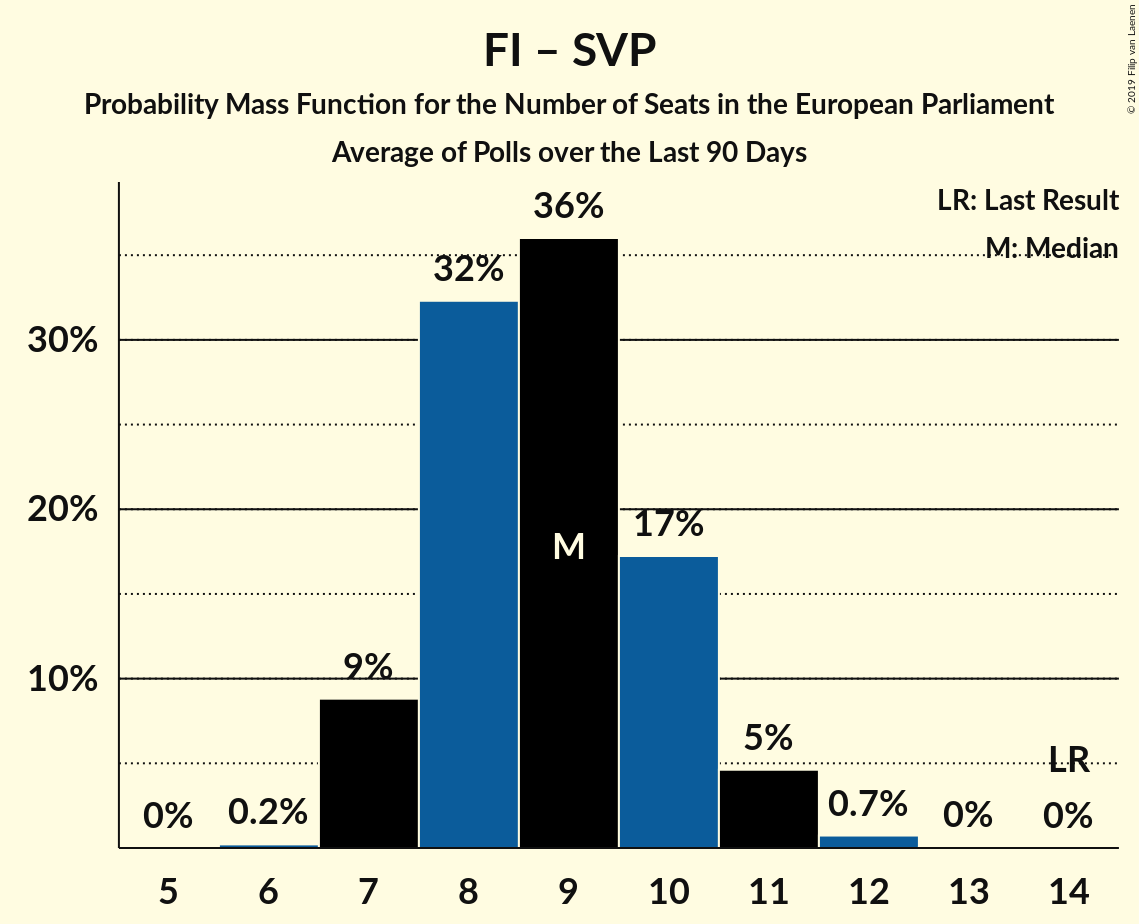 FI – SVP
Probability Mass Function for the Number of Seats in the European Parliament
Average of Polls over the Last 90 Days
© 2019 Filip van Laenen
LR: Last Result
M: Median
30%
20%
10%
0%
0.2%
9%
32%
36%
M
17%
5%
0.7%
0%
LR
0%
5 6 7 8 9 10 11 12 13 14